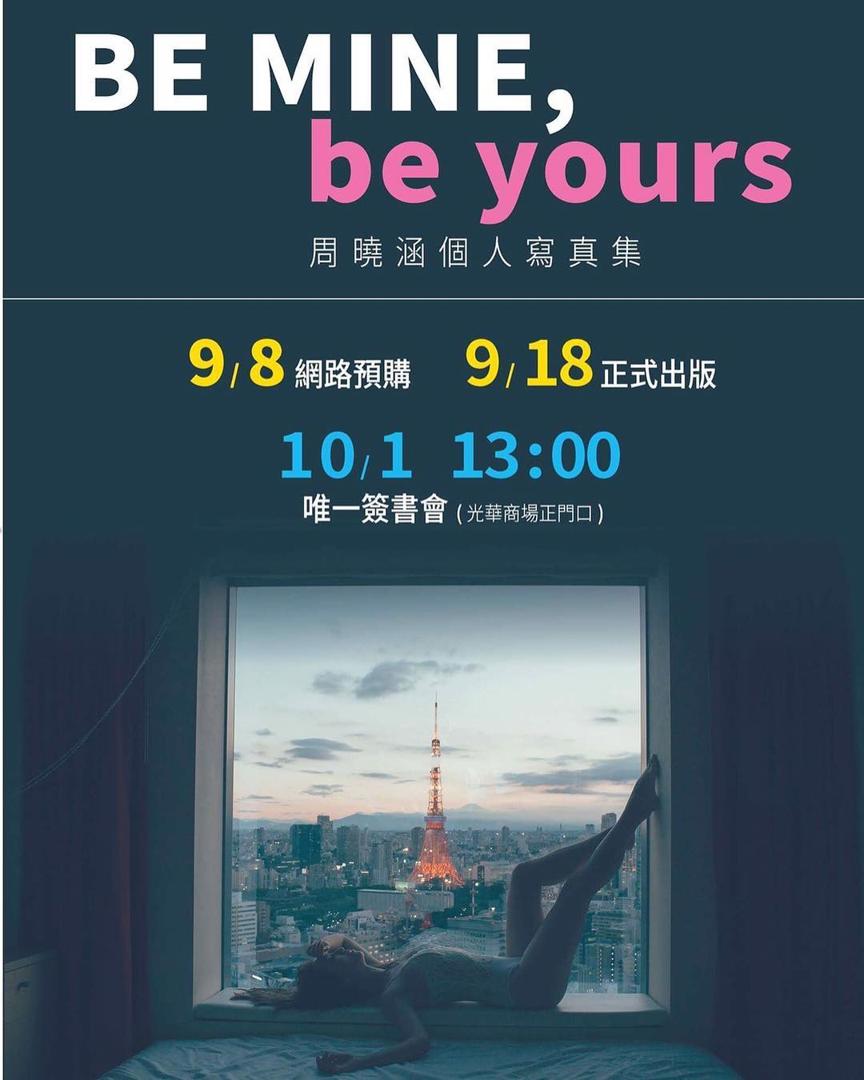 BE MINE,
be yours
周曉涵個人寫真集
9/8 網路預購 9/18 正式出版
10/1 13:00
唯一簽書會 (光華商場正門口)